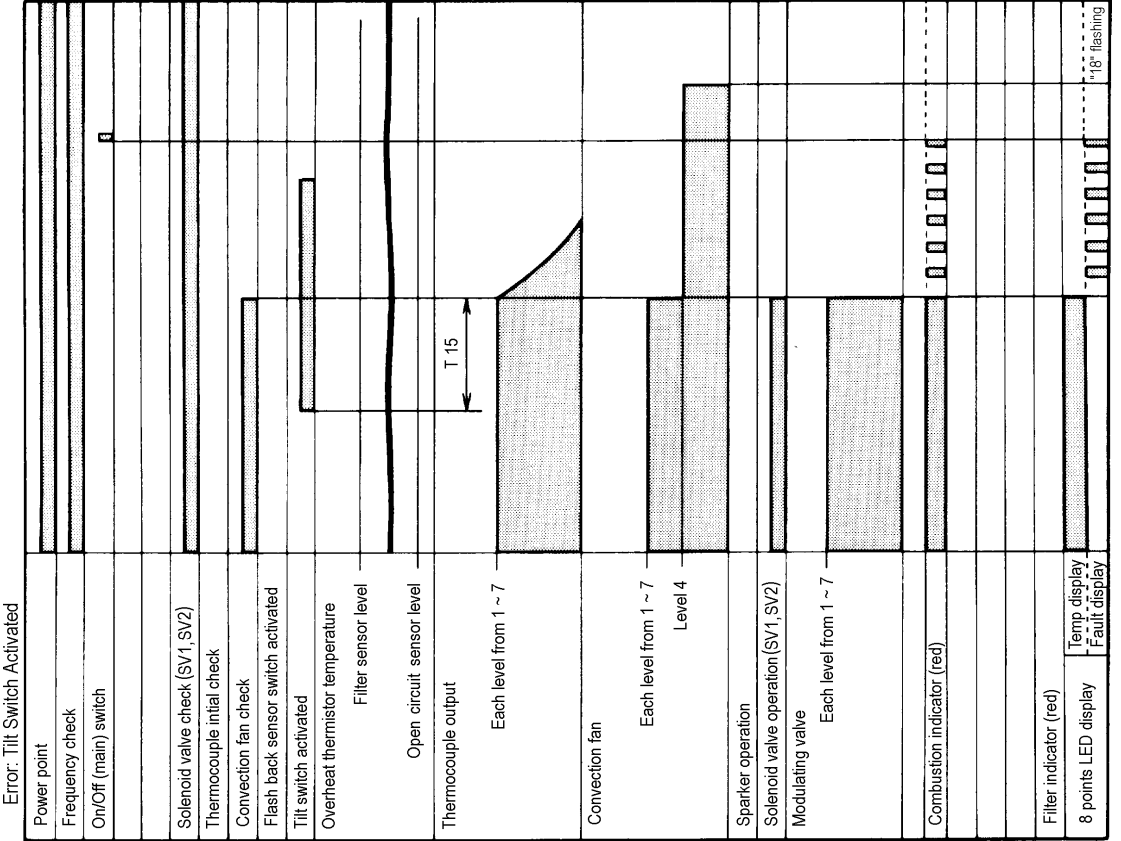 Error: Tilt Switch Activated
Power point
Frequency check
On/Off (main) switch
Solenoid valve check (SV1, SV2)
Thermocouple intial check
Convection fan check
Flash back sensor switch activated
Tilt switch activated
Overheat thermistor temperature
Filter sensor level
Open circuit sensor level
T 15
Thermocouple output
Each level from 1 ~ 7
Convection fan
Each level from 1 ~ 7
Level 4
Sparker operation
Solenoid valve operation (SV1, SV2)
Modulating valve
Each level from 1 ~ 7
Combustion indicator (red)
Filter indicator (red)
8 points LED display
Temp display
Fault display
"18" flashing